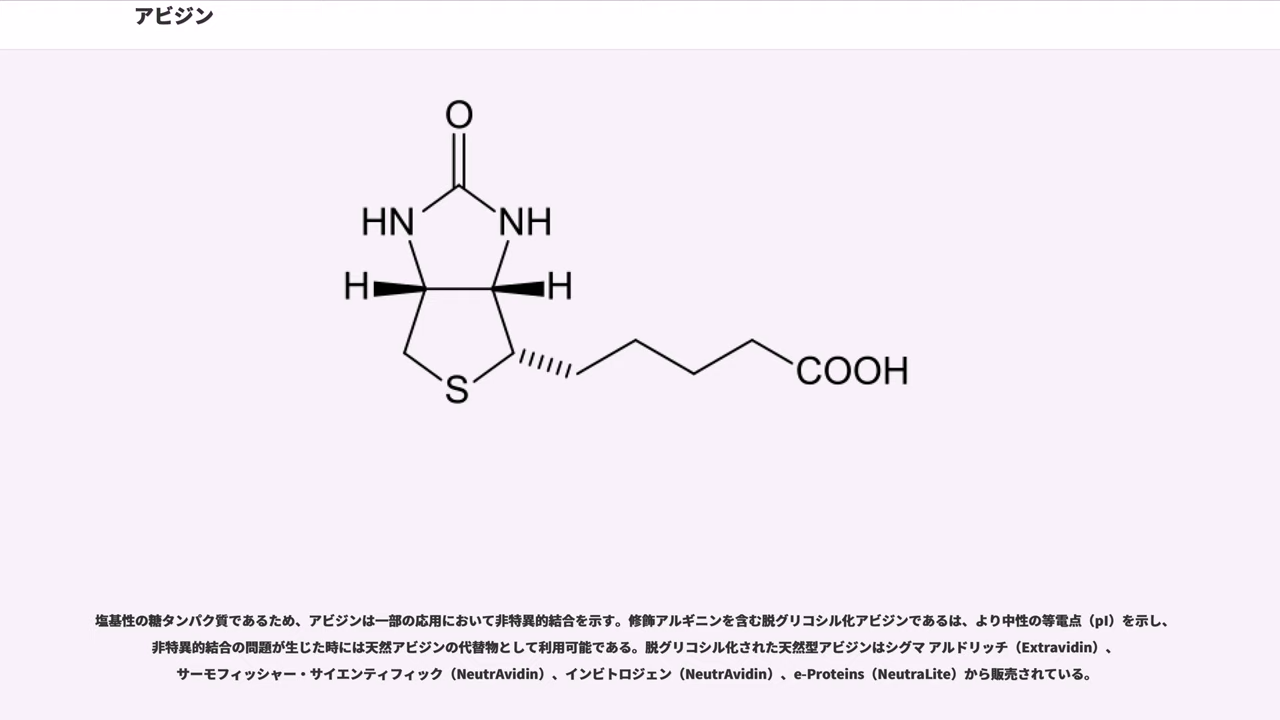 アビジン
O
HN
NH
H
H
S
COOH
塩基性の糖タンパク質であるため、アビジンは一部の応用において非特異的結合を示す。修飾アルギニンを含む脱グリコシル化アビジンであるは、より中性の等電点（pI）を示し、
非特異的結合の問題が生じた時には天然アビジンの代替物として利用可能である。脱グリコシル化された天然型アビジンはシグマ アルドリッチ（Extravidin）、
サーモフィッシャー・サイエンティフィック（NeutrAvidin）、インビトロジェン（NeutrAvidin）、e-Proteins（NeutraLite）から販売されている。